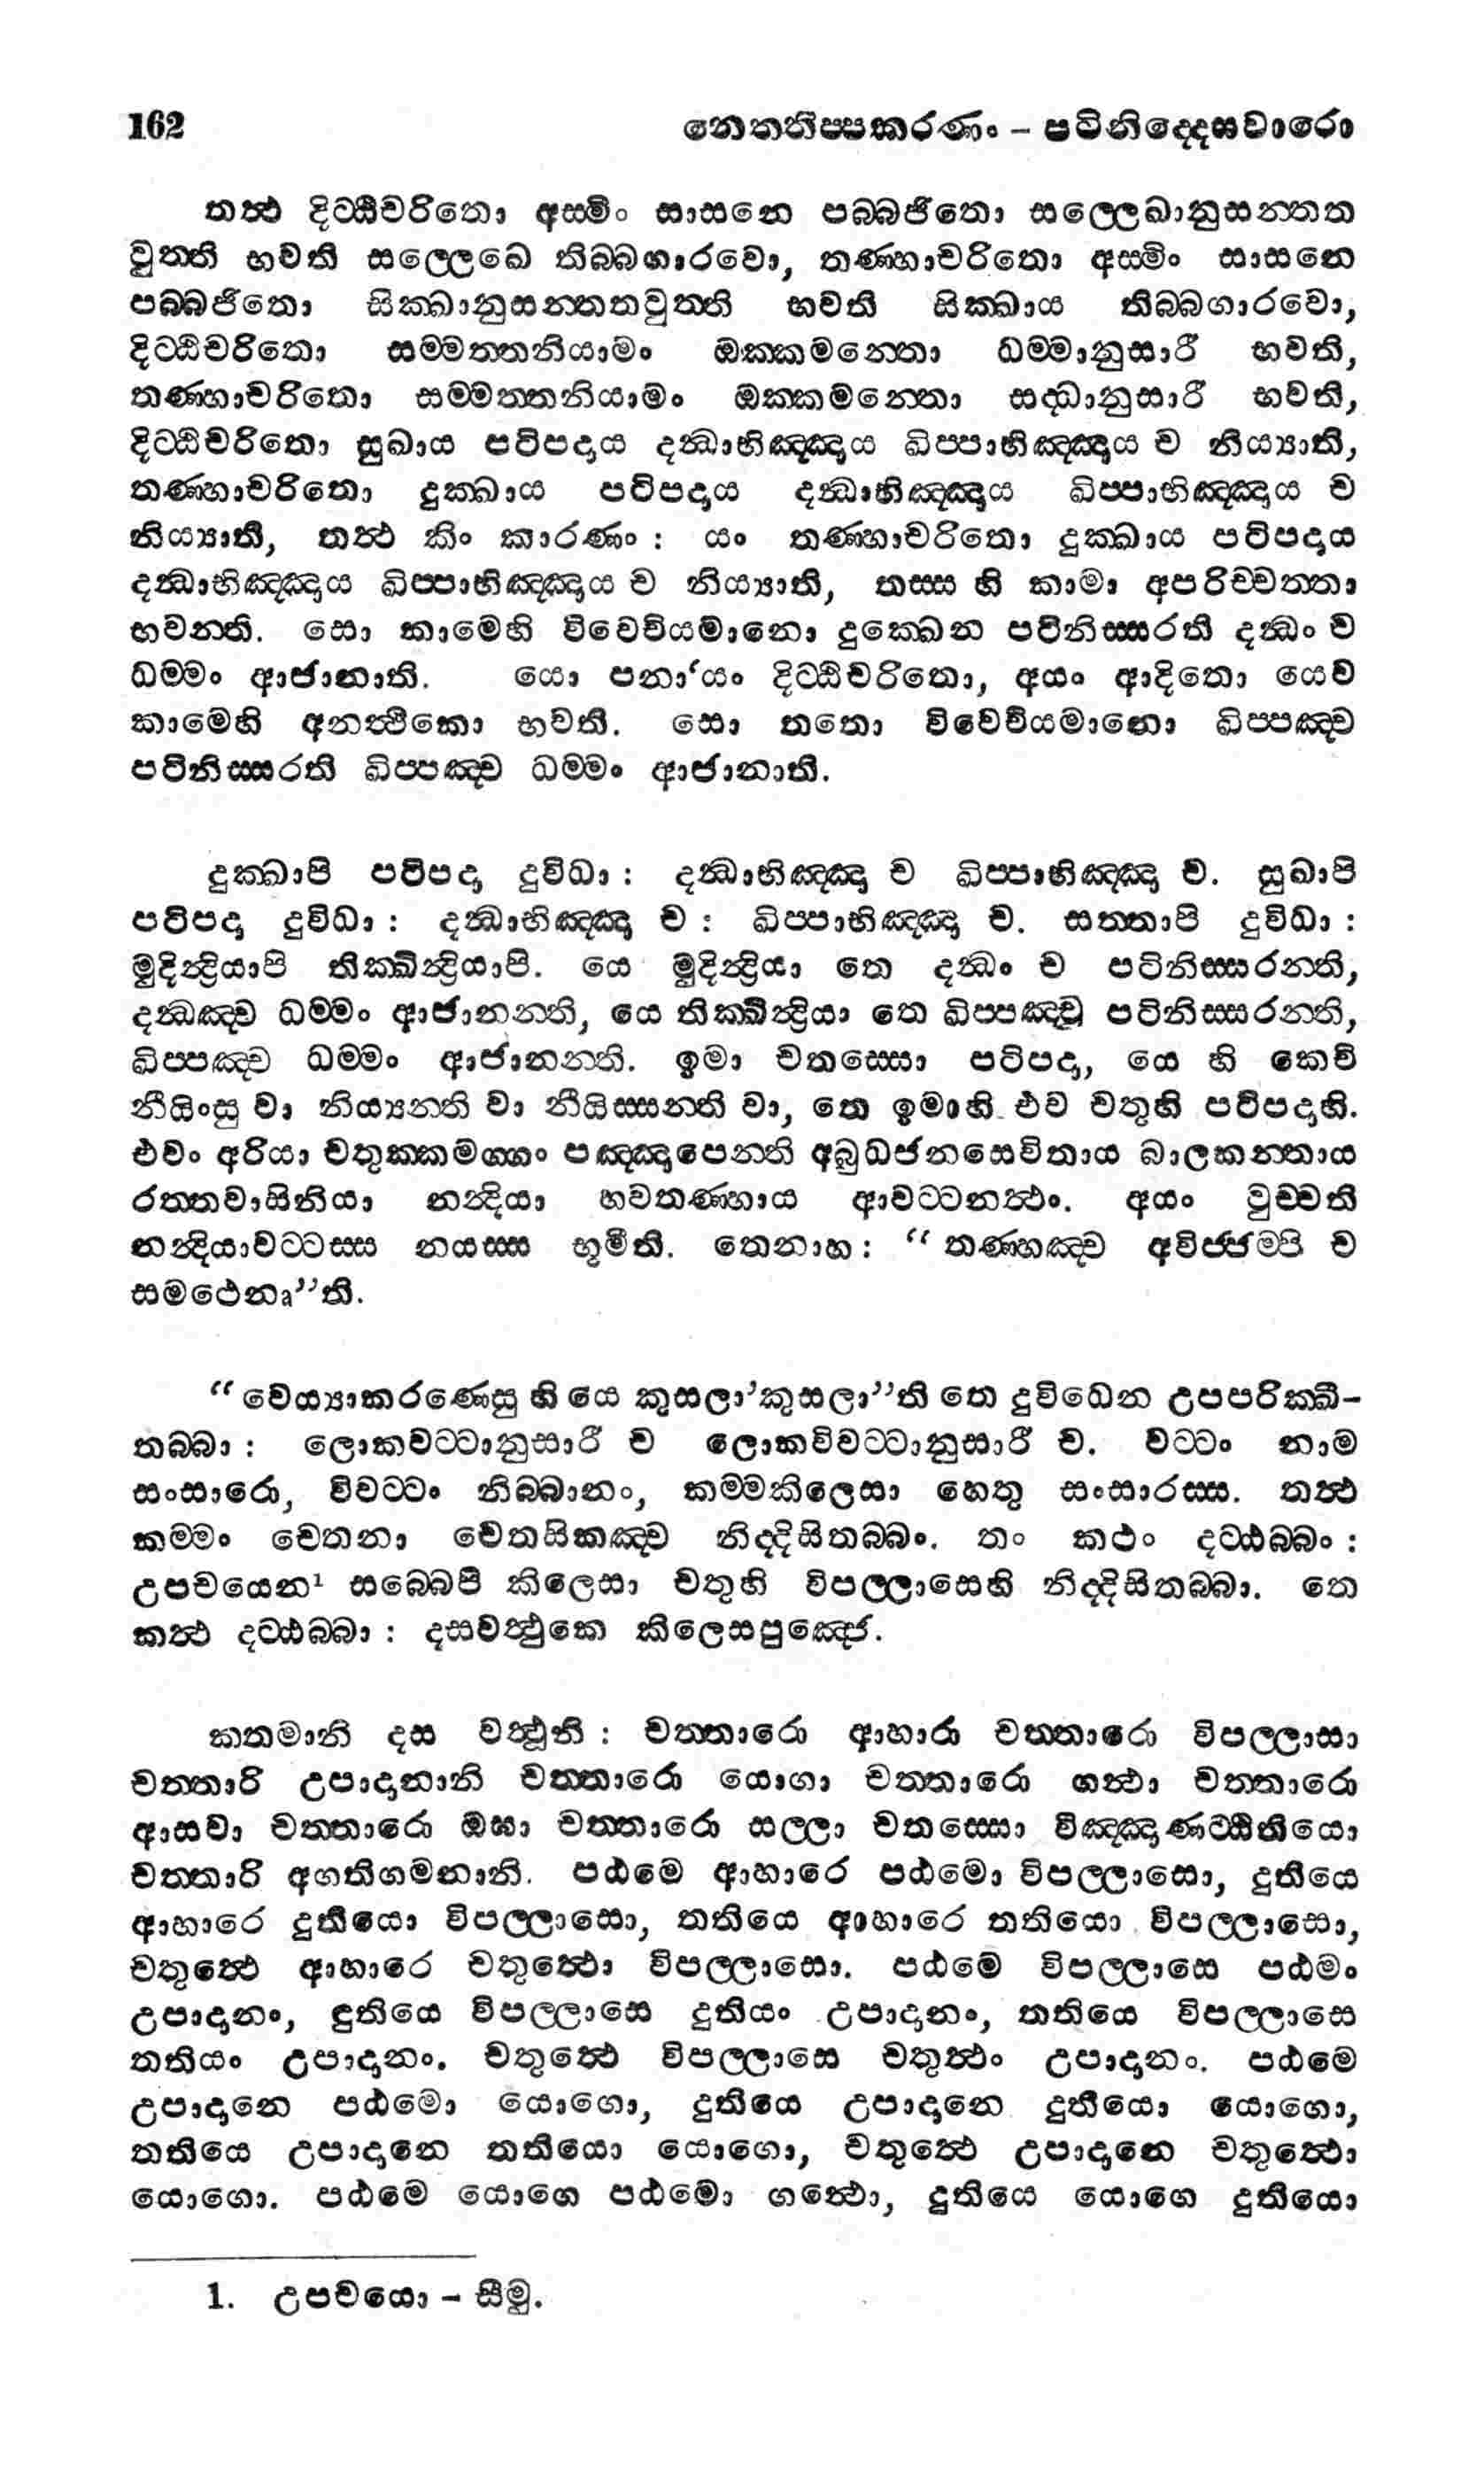 162 නෙත්තිප්පකරණං – පටිනිද්දෙසවාරො
තත්ථ දිට්ඨිචරිතො අස්මිං සාසනෙ පබ්බජිතො සල්ලෙඛානුසන්තත
වුත්ති භවති සල්ලෙඛෙ තිබ්බගාරවො, තණ්හාචරිතො අස්මිං සාසනෙ
පබ්බජිතො සික්ඛානුසන්තතවුත්ති භවති සික්ඛාය තිබ්බගාරවො,
දිට්ඨිචරිතො සම්මත්තනියාමං ඔක්කමන්තො ධම්මානුසාරී භවති,
තණ්හාචරිතො සම්මත්තනියාමං ඔක්කමන්තො සද්ධානුසාරී භවති,
දිට්ඨිචරිතො සුඛාය පටිපදාය දන්ධාභිඤ්ඤාය ඛිප්පාභිඤ්ඤාය ච නිය්‍යාති,
තණ්හාචරිතො දුක්ඛාය පටිපදාය දන්ධාභිඤ්ඤාය ඛිප්පාභිඤ්ඤාය ච
නිය්‍යාති, තත්ථ කිං කාරණං : යං තණ්හාචරිතො දුක්ඛාය පටිපදාය
දන්ධාභිඤ්ඤාය ඛිප්පාභිඤ්ඤාය ච නිය්‍යාති, තස්ස හි කාමා අපරිච්චත්තා
භවන්ති. සො කාමෙහි විවෙචියමානො දුක්ඛෙන පටිනිස්සරති දන්ධං ච
ධම්මං ආජානාති. යො පනා‘යං දිට්ඨිචරිතො, අයං ආදිතො යෙව
කාමෙහි අනත්ථිකො භවති. සො තතො විවෙචියමානො ඛිප්පඤ්ච
පටිනිස්සරති ඛිප්පඤ්ච ධම්මං ආජානාති.
දුක්ඛාපි පටිපදා දුවිධා : දන්ධාභිඤ්ඤා ච ඛිප්පාභිඤ්ඤා ච. සුඛාපි
පටිපදා දුවිධා : දන්ධාභිඤ්ඤා ච : ඛිප්පාභිඤ්ඤා ච. සත්තාපි දුවිධා :
මුදින්ද්‍රියාපි තික්ඛින්ද්‍රියාපි. යෙ මුදින්ද්‍රියා තෙ දන්ධං ච පටිනිස්සරන්ති,
දන්ධඤ්ච ධම්මං ආජානන්ති, යෙ තික්ඛින්ද්‍රියා තෙ ඛිප්පඤ්චූ පටිනිස්සරන්ති,
ඛිප්පඤ්ච ධම්මං ආජානන්ති. ඉමා චතස්සො පටිපදා, යෙ හි කෙචි
නීයිංසු වා නිය්‍යන්ති වා නීයිස්සන්ති වා, තෙ ඉමාහි එව චතුහි පටිපදාහි.
එවං අරියා චතුක්කමග්ගං පඤ්ඤාපෙන්ති අබුධජනසෙවිතාය බාලකන්තාය
රත්තවාසිනියා නන්දියා භවතණ්හාය ආවට්ටනත්ථං. අයං වුච්චති
නන්දියාවට්ටස්ස නයස්ස භූමීති. තෙනාහ : “තණ්හඤ්ච අවිජ්ජම්පි ච
සමථෙනෘ”ති.
“වෙය්‍යාකරණෙසු හි යෙ කුසලා’කුසලා”ති තෙ දුවිධෙන උපපරික්ඛි-
තබ්බා : ලොකවට්ටානුසාරී ච ලොකවිවට්ටානුසාරී ච. වට්ටං නාම
සංසාරො, විවට්ටං නිබ්බානං, කම්මකිලෙසා හෙතු සංසාරස්ස. තත්ථ
කම්මං චෙතනා චෙතසිකඤ්ච නිද්දිසිතබ්බං. තං කථං දට්ඨබ්බං :
උපචයෙන¹ සබ්බෙපි කිලෙසා චතුහි විපල්ලාසෙහි නිද්දිසිතබ්බා. තෙ
කත්ථ දට්ඨබ්බා : දසවත්ථුකෙ කිලෙසපුඤ්ජෙ.
කතමානි දස වත්ථූනි : චත්තාරො ආහාරා චත්තාරො විපල්ලාසා
චත්තාරි උපාදානානි චත්තාරො යොගා චත්තාරො ගන්ථා චත්තාරො
ආසවා චත්තාරො ඔඝා චත්තාරො සල්ලා චතස්සො විඤ්ඤාණට්ඨිතියො
චත්තාරි අගතිගමනානි. පඨමෙ ආහාරෙ පඨමො විපල්ලාසො, දුතියෙ
ආහාරෙ දුතියො විපල්ලාසො, තතියෙ ආහාරෙ තතියො විපල්ලාසො,
චතුත්ථෙ ආහාරෙ චතුත්ථො විපල්ලාසො. පඨමෙ විපල්ලාසෙ පඨමං
උපාදානං, දුතියෙ විපල්ලාසෙ දුතියං උපාදානං, තතියෙ විපල්ලාසෙ
තතියං උපාදානං. චතුත්ථෙ විපල්ලාසෙ චතුත්ථං උපාදානං. පඨමෙ
උපාදානෙ පඨමො යොගො, දුතියෙ උපාදානෙ දුතියො යොගො,
තතියෙ උපාදානෙ තතියො යොගො, චතුත්ථෙ උපාදානෙ චතුත්ථො
යොගො. පඨමෙ යොගෙ පඨමො ගන්ථො, දුතියෙ යොගෙ දුතියො
1. උපචයො – සීමු.